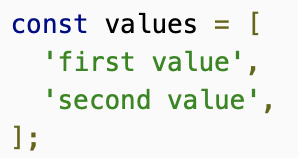 const values = [
  'first value',
  'second value',
];